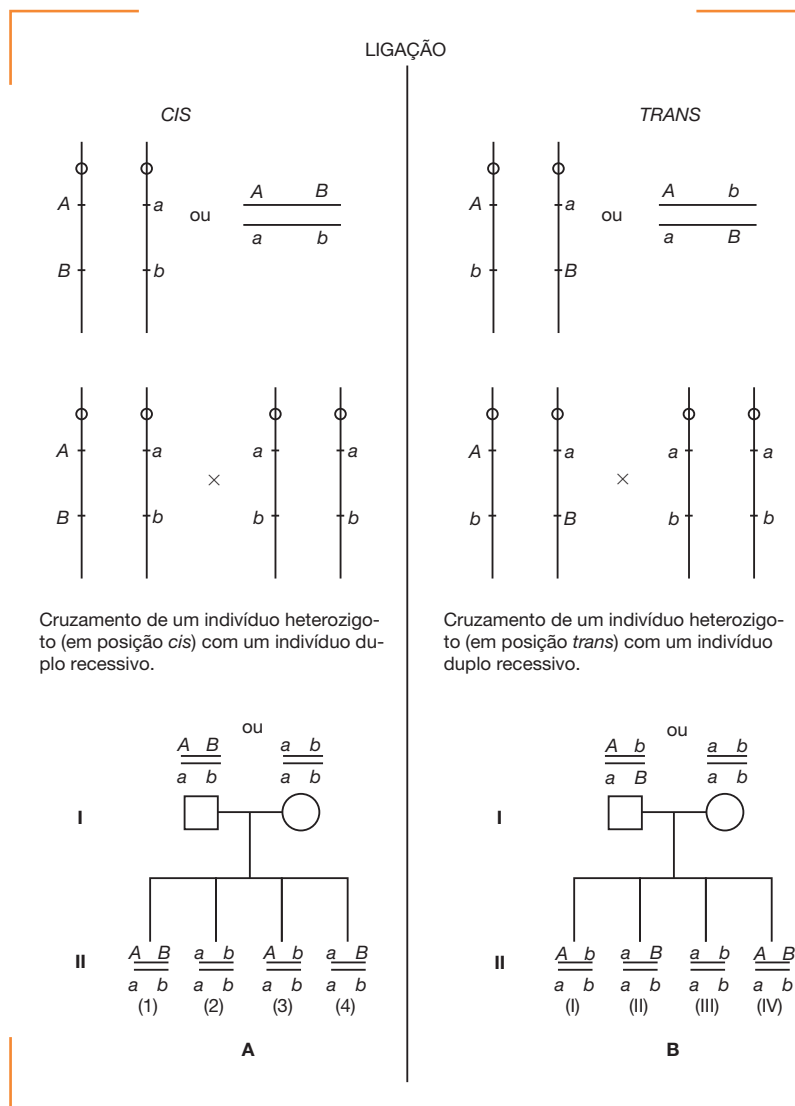 LIGAÇÃO
CIS
A a
B b
ou
A B
a b
A a
B b
×
a a
b b
Cruzamento de um indivíduo heterozigo-
to (em posição cis) com um indivíduo du-
plo recessivo.
ou
A B a b
a b a b
I
II
A B a b A b a B
a b a b a b a b
(1) (2) (3) (4)
A
TRANS
A a
b B
ou
A b
a B
A a
b B
×
a a
b b
Cruzamento de um indivíduo heterozigo-
to (em posição trans) com um indivíduo
duplo recessivo.
ou
A b a b
a B a b
I
II
A b a B a b A B
a b a b a b a b
(I) (II) (III) (IV)
B